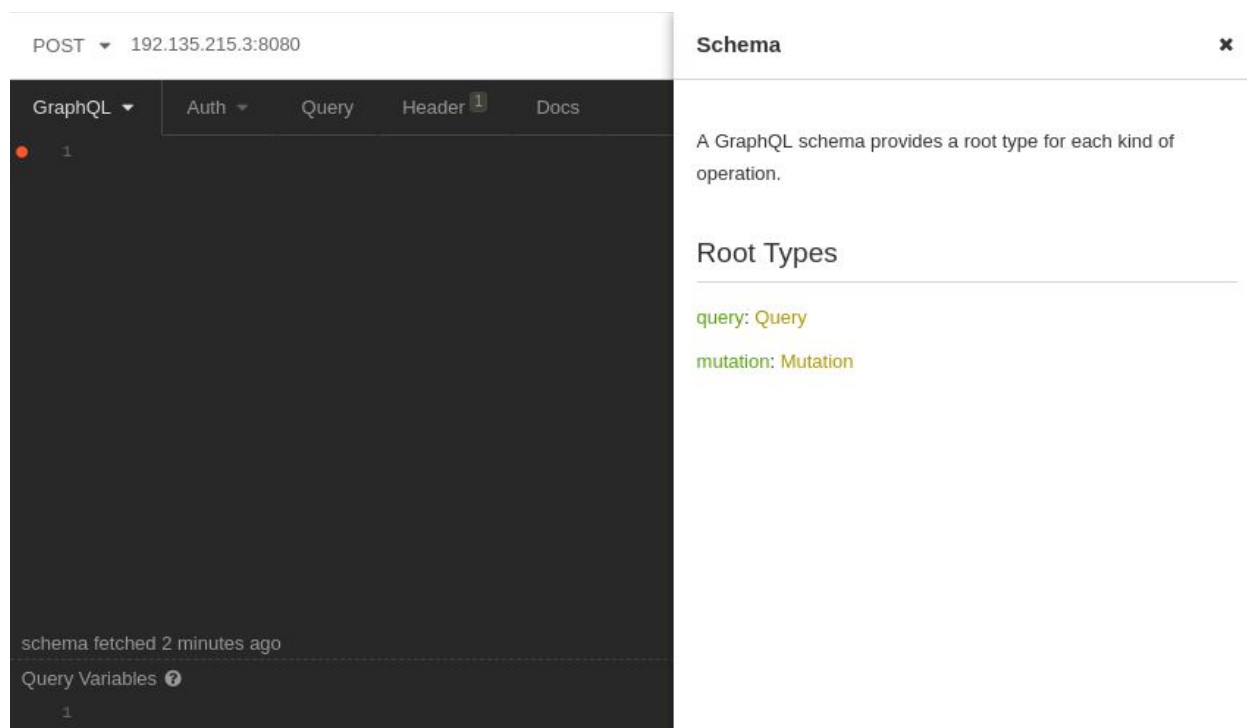 POST 192.135.215.3:8080
GraphQL Auth Query Header 1 Docs
1
schema fetched 2 minutes ago
Query Variables ?
1
Schema ✖
A GraphQL schema provides a root type for each kind of
operation.
Root Types
query: Query
mutation: Mutation